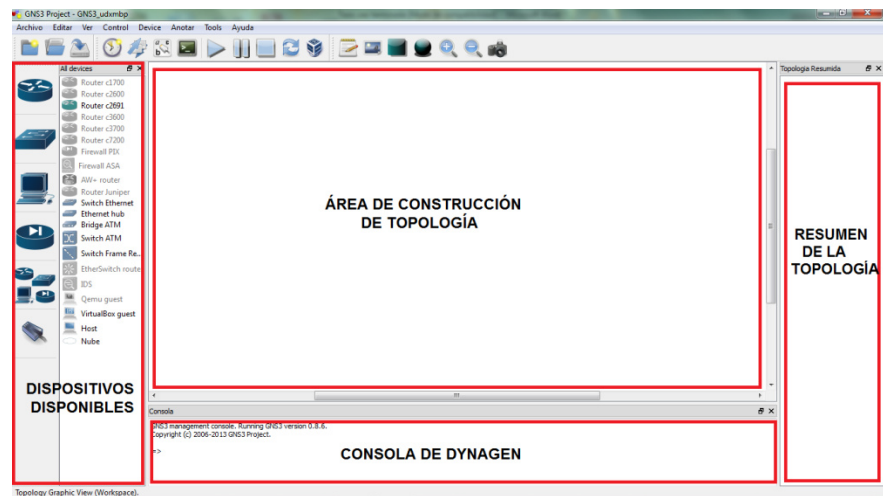 GNS3 Project - GNS3_udxmbp
Archivo Editar Ver Control Device Anotar Tools Ayuda
All devices
Router c1700
Router c2600
Router c2691
Router c3600
Router c3700
Router c7200
Firewall PIX
Firewall ASA
AW+ router
Router Juniper
Switch Ethernet
Ethernet hub
Bridge ATM
Switch ATM
Switch Frame Re..
EtherSwitch route
IDS
Qemu guest
VirtualBox guest
Host
Nube
DISPOSITIVOS
DISPONIBLES
ÁREA DE CONSTRUCCIÓN
DE TOPOLOGÍA
Topologia Resumida
RESUMEN
DE LA
TOPOLOGÍA
Consola
GNS3 management console. Running GNS3 version 0.8.6.
Copyright (c) 2006-2013 GNS3 Project.
=>
CONSOLA DE DYNAGEN
Topology Graphic View (Workspace).